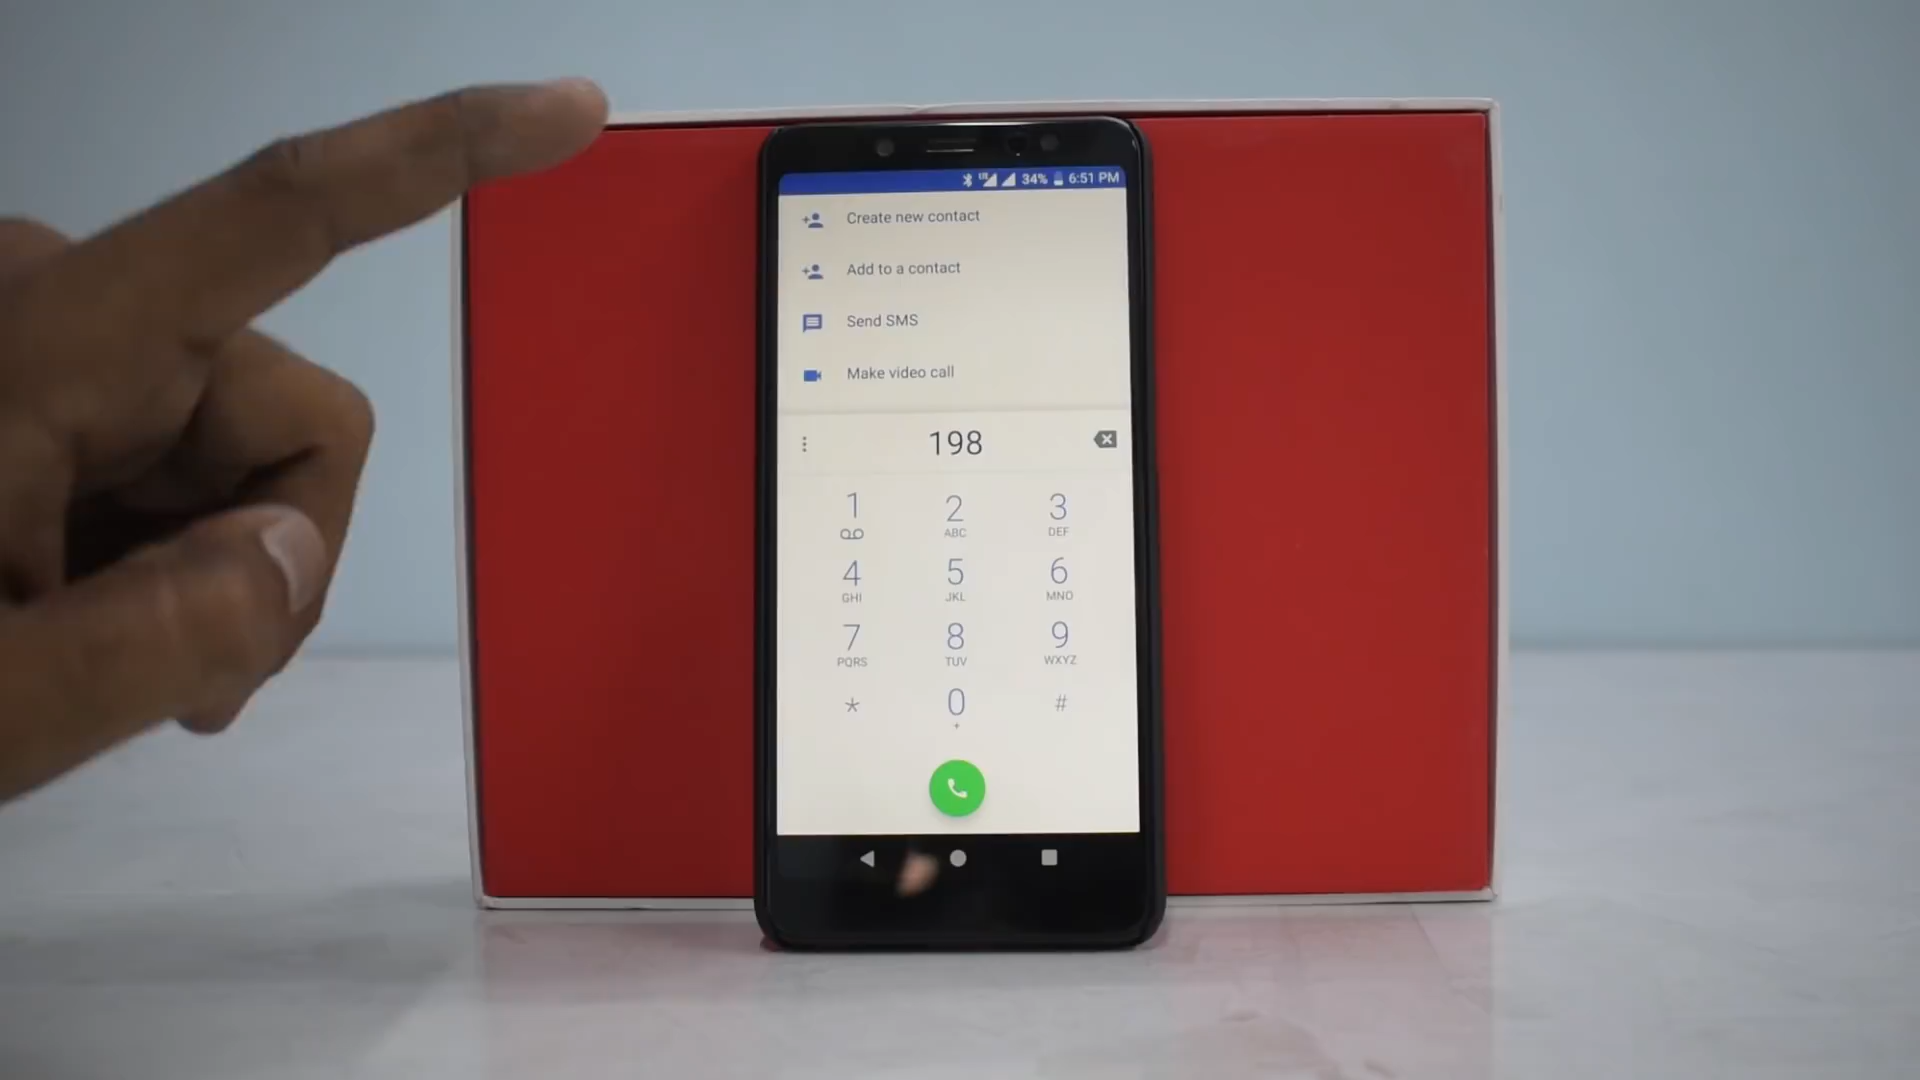 34% 6:51 PM
Create new contact
Add to a contact
Send SMS
Make video call
198
1 2 3
ABC DEF
4 5 6
GHI JKL MNO
7 8 9
PQRS TUV WXYZ
* 0 #
+